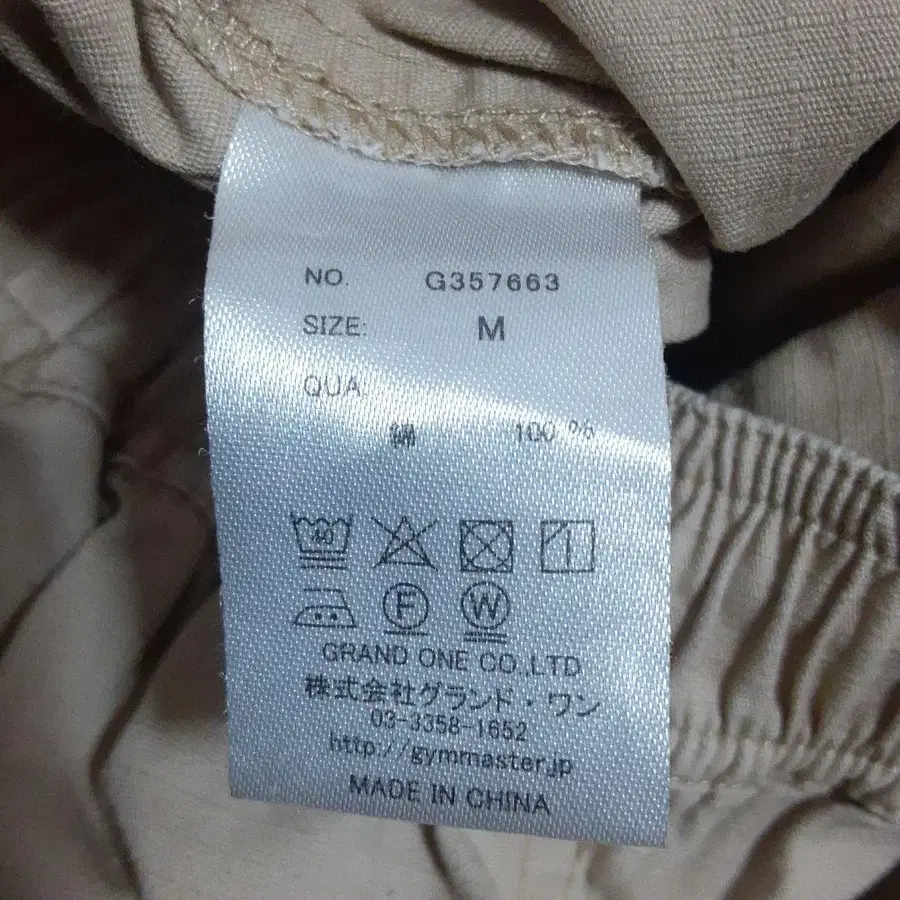 NO. G357663
SIZE: M
QUA
綿 100 %
40
F W
GRAND ONE CO.,LTD
株式会社グランド・ワン
03-3358-1652
http://gymmaster.jp
MADE IN CHINA